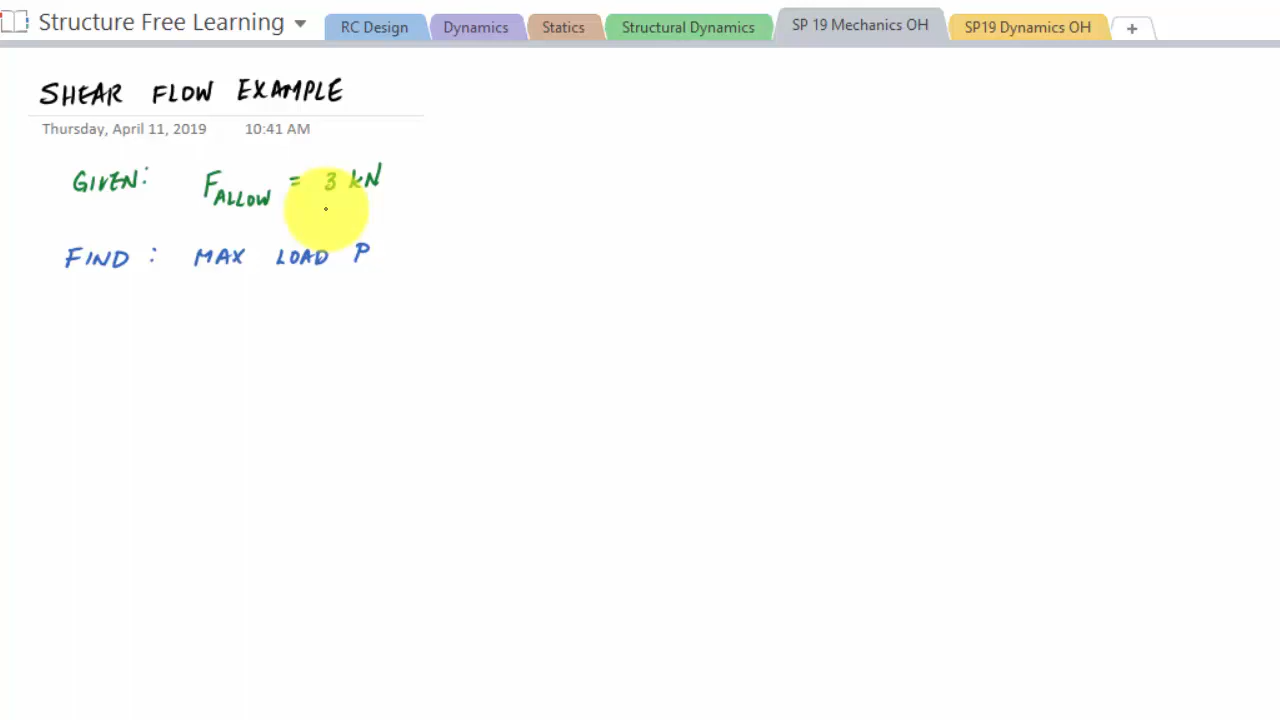 Structure Free Learning
RC Design
Dynamics
Statics
Structural Dynamics
SP 19 Mechanics OH
SP19 Dynamics OH
+
SHEAR FLOW EXAMPLE
Thursday, April 11, 2019 10:41 AM
GIVEN: FALLOW = 3 kN
FIND: MAX LOAD P